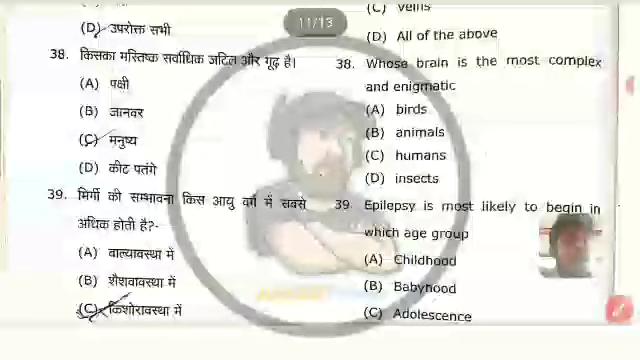 11/13
(D) उपरोक्त सभी
38. किसका मस्तिष्क सर्वाधिक जटिल और गूढ़ है।
(A) पक्षी
(B) जानवर
(C) मनुष्य
(D) कीट पतंगे
39. मिर्गी की सम्भावना किस आयु वर्ग में सबसे
अधिक होती है?-
(A) वाल्यावस्था में
(B) शैशवावस्था में
(C) किशोरावस्था में
(C) veins
(D) All of the above
38. Whose brain is the most complex
and enigmatic
(A) birds
(B) animals
(C) humans
(D) insects
39. Epilepsy is most likely to begin in
which age group
(A) Childhood
(B) Babyhood
(C) Adolescence